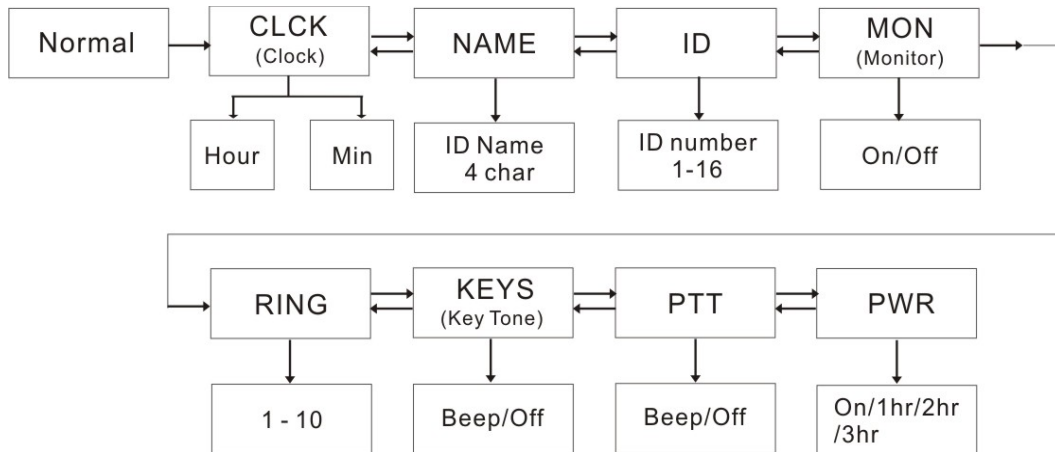 Normal
CLCK
(Clock)
NAME
ID
MON
(Monitor)
Hour
Min
ID Name
4 char
ID number
1-16
On/Off
RING
KEYS
(Key Tone)
PTT
PWR
1 - 10
Beep/Off
Beep/Off
On/1hr/2hr
/3hr